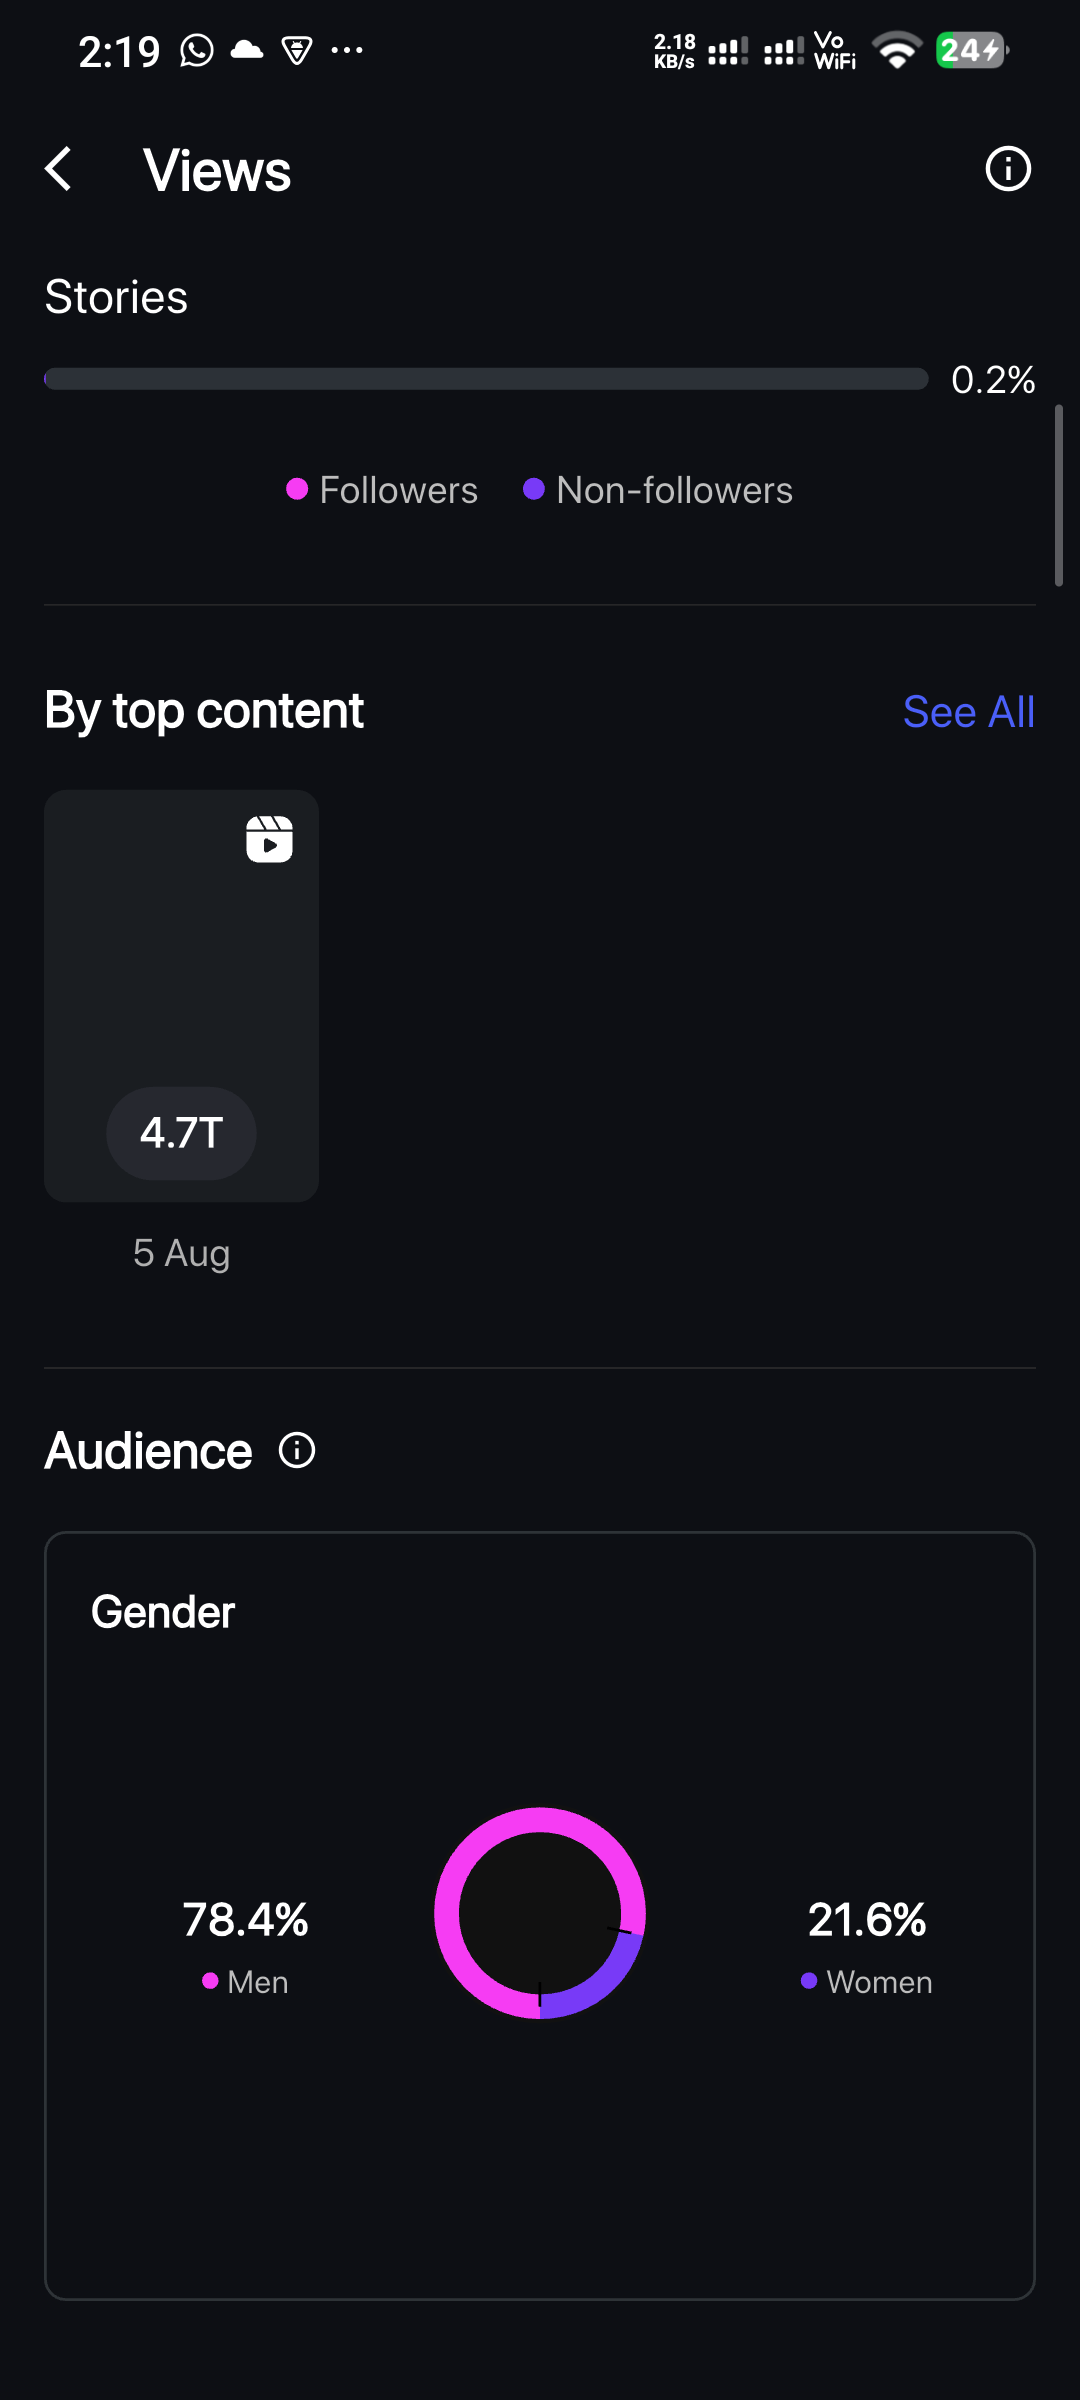 2:19 ... 2.18 KB/s Vo WiFi 24
Views
Stories
0.2%
Followers Non-followers
By top content See All
4.7T
5 Aug
Audience
Gender
78.4% 21.6%
Men Women